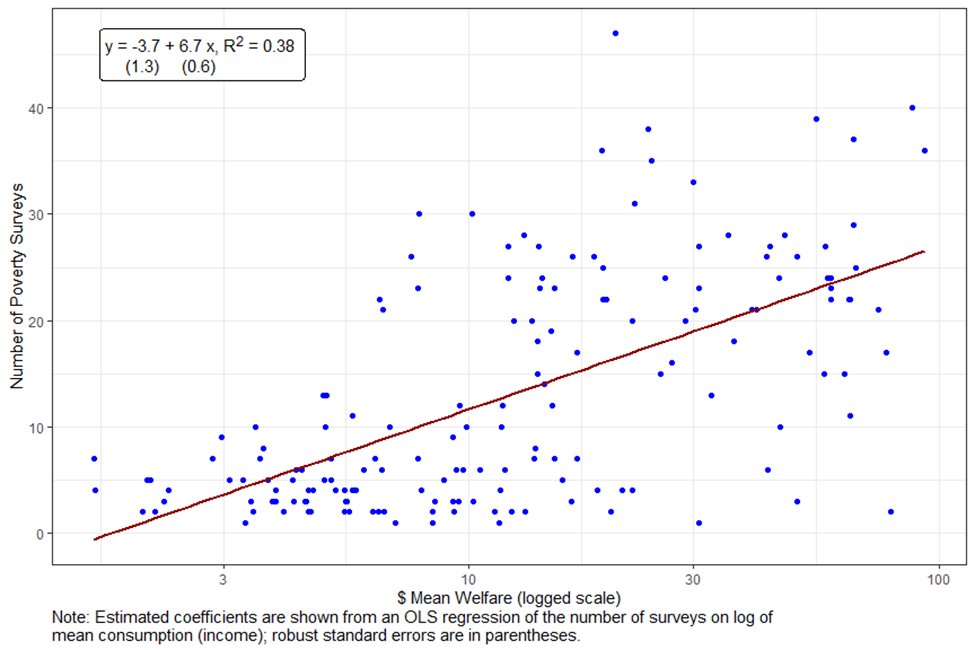 y = -3.7 + 6.7 x, R2 = 0.38
(1.3) (0.6)
Number of Poverty Surveys
40
30
20
10
0
3 10 30 100
$ Mean Welfare (logged scale)
Note: Estimated coefficients are shown from an OLS regression of the number of surveys on log of
mean consumption (income); robust standard errors are in parentheses.